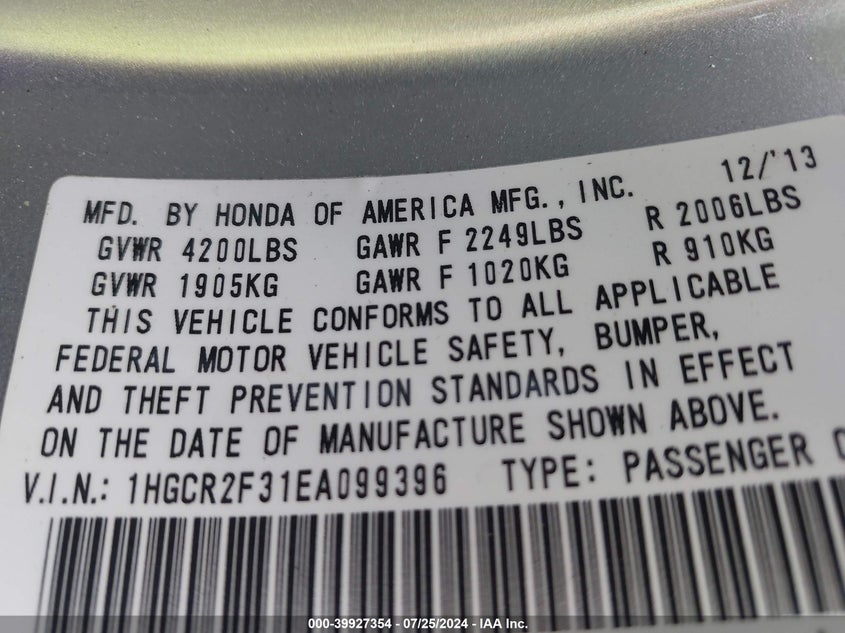 MFD. BY HONDA OF AMERICA MFG., INC. 12/'13
GVWR 4200LBS GAWR F 2249LBS R 2006LBS
GVWR 1905KG GAWR F 1020KG R 910KG
THIS VEHICLE CONFORMS TO ALL APPLICABLE
FEDERAL MOTOR VEHICLE SAFETY, BUMPER,
AND THEFT PREVENTION STANDARDS IN EFFECT
ON THE DATE OF MANUFACTURE SHOWN ABOVE.
V.I.N.: 1HGCR2F31EA099396 TYPE: PASSENGER
000-39927354 - 07/25/2024 - IAA Inc.